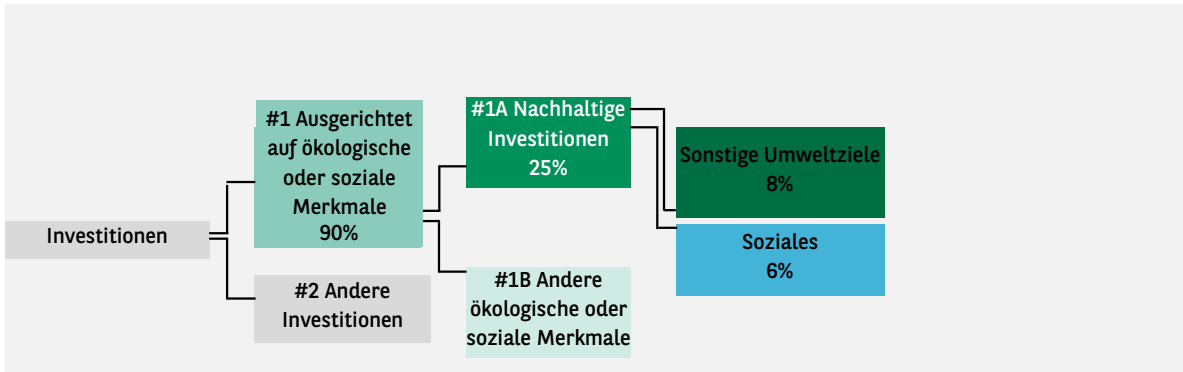 #1 Ausgerichtet
auf ökologische
oder soziale
Merkmale
90%
#1A Nachhaltige
Investitionen
25%
Sonstige Umweltziele
8%
Investitionen
Soziales
6%
#2 Andere
Investitionen
#1B Andere
ökologische oder
soziale Merkmale